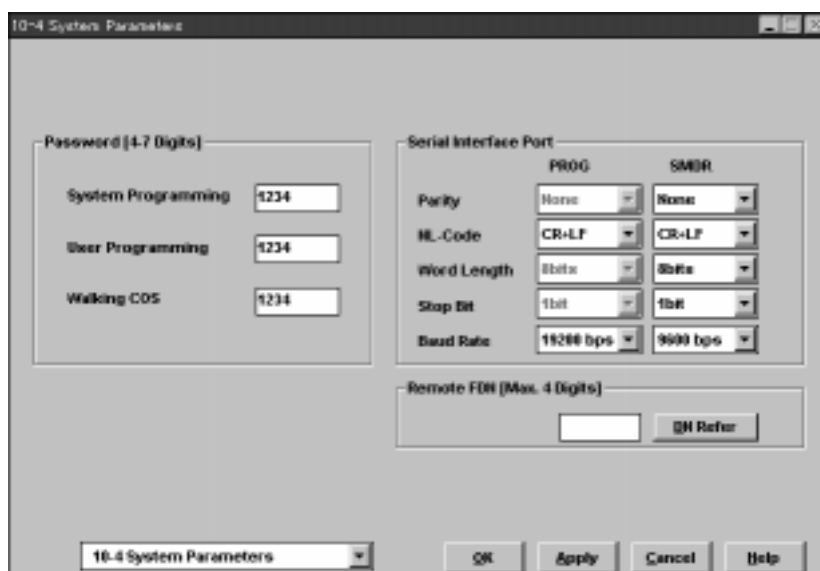 10-4 System Parameters
Password [4-7 Digits]
System Programming 1234
User Programming 1234
Walking COS 1234
Serial Interface Port
PROG SMDR
Parity None None
NL-Code CR+LF CR+LF
Word Length 8bits 8bits
Stop Bit 1bit 1bit
Baud Rate 19200 bps 9600 bps
Remote FDN [Max. 4 Digits]
DN Refer
10-4 System Parameters
OK Apply Cancel Help